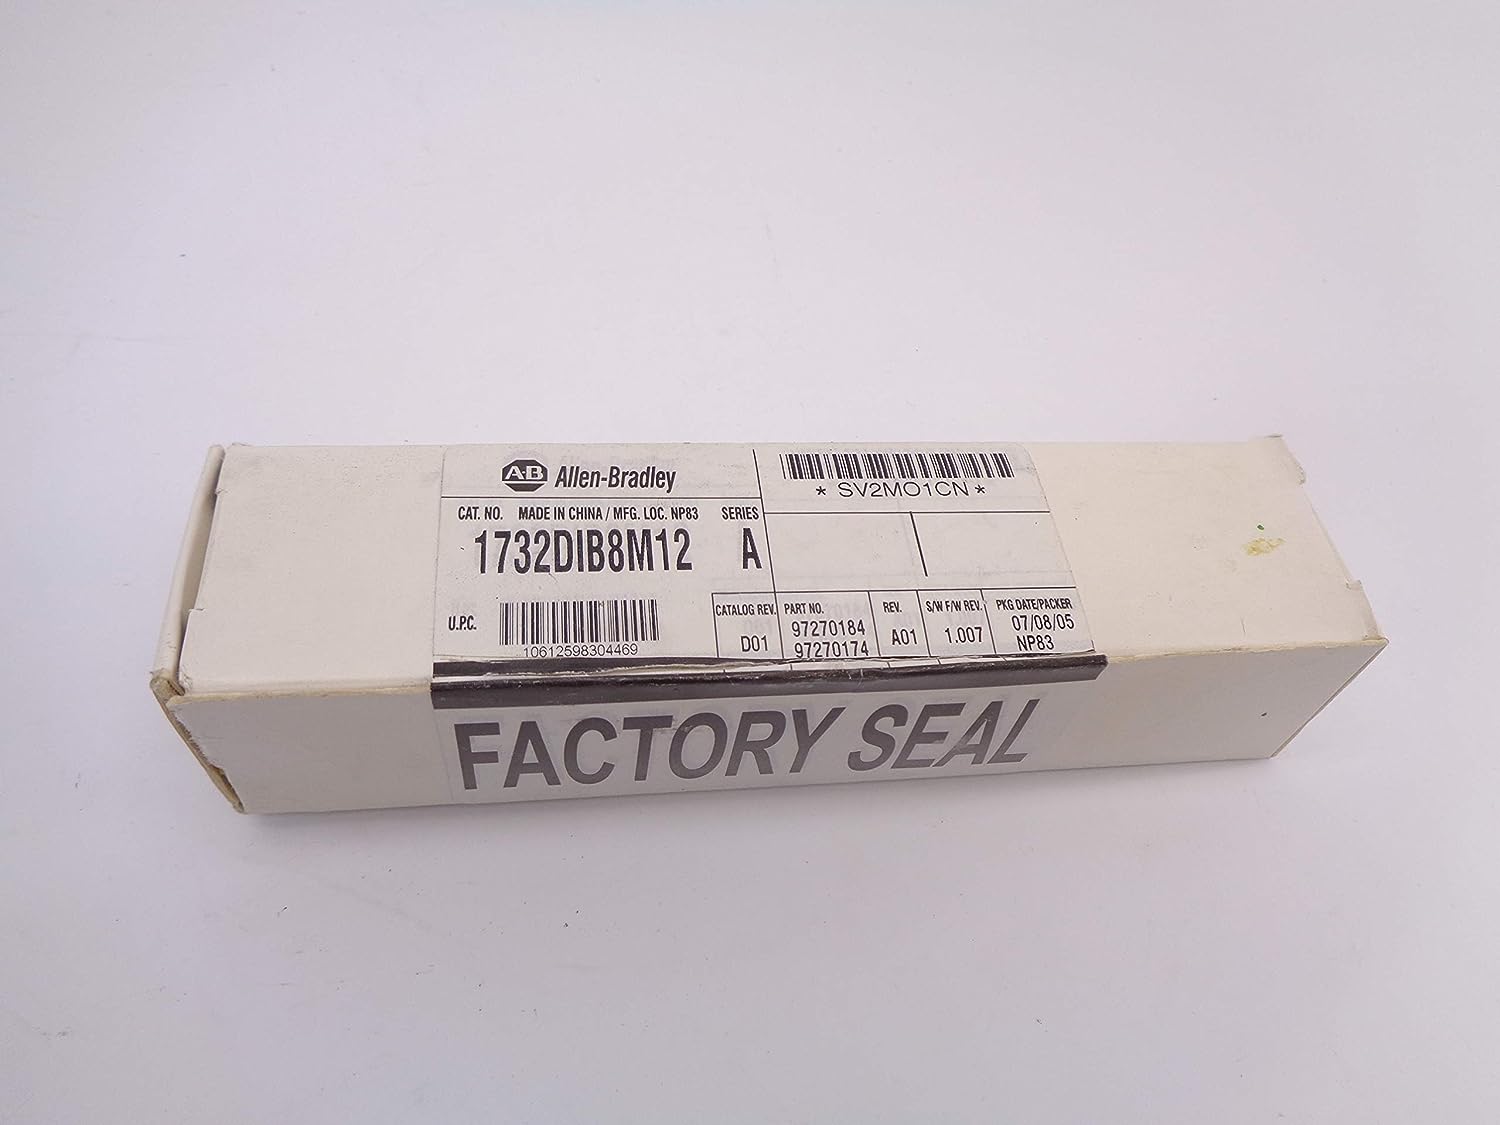 A-B Allen-Bradley
* SV2MO1CN *
CAT. NO. MADE IN CHINA / MFG. LOC. NP83 SERIES
1732DIB8M12 A
U.P.C.
10612598304469
CATALOG REV. PART NO. REV. S/W F/W REV. PKG DATE/PACKER
D01 97270184 A01 1.007 07/08/05
97270174 NP83
FACTORY SEAL